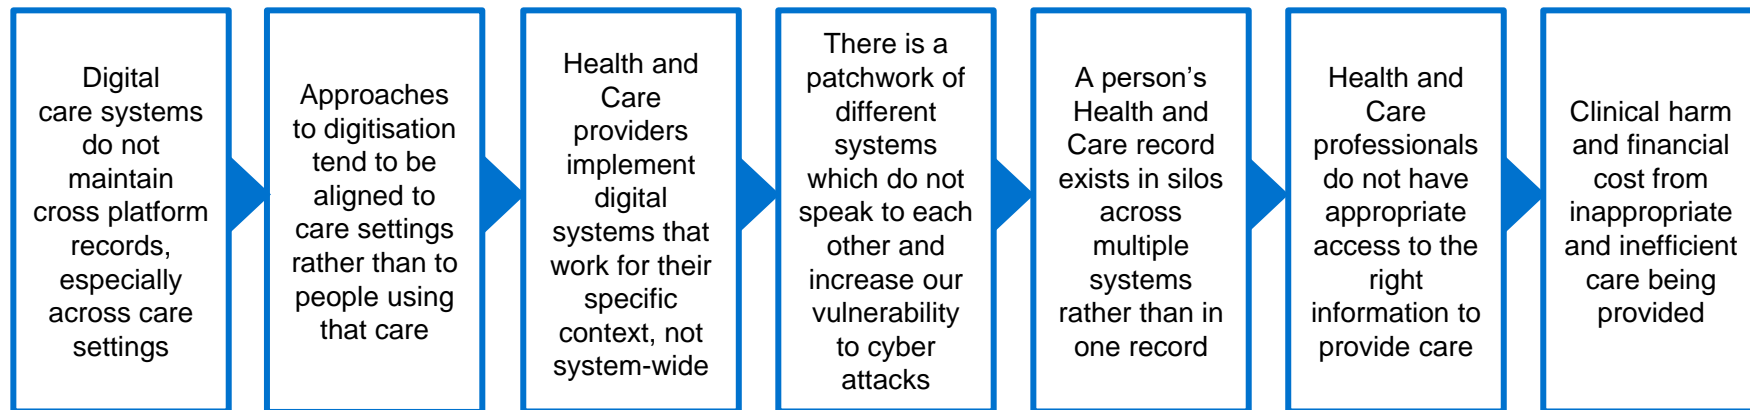 Digital
care systems
do not
maintain
cross platform
records,
especially
across care
settings
Approaches
to digitisation
tend to be
aligned to
care settings
rather than to
people using
that care
Health and
Care
providers
implement
digital
systems that
work for their
specific
context, not
system-wide
There is a
patchwork of
different
systems
which do not
speak to each
other and
increase our
vulnerability
to cyber
attacks
A person’s
Health and
Care record
exists in silos
across
multiple
systems
rather than in
one record
Health and
Care
professionals
do not have
appropriate
access to the
right
information to
provide care
Clinical harm
and financial
cost from
inappropriate
and inefficient
care being
provided